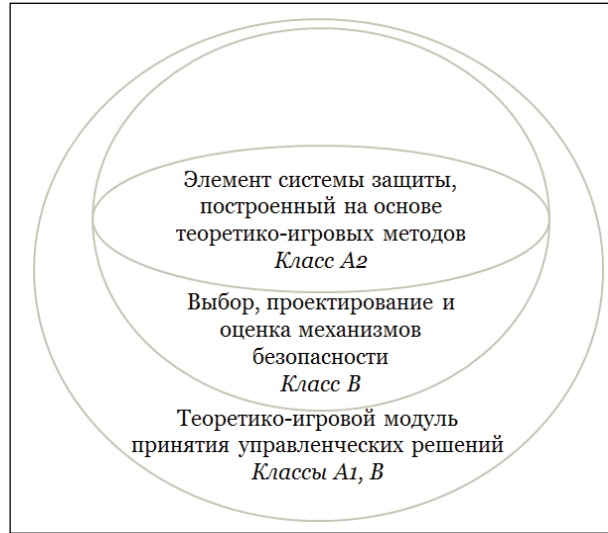 Элемент системы защиты,
построенный на основе
теоретико-игровых методов
Класс А2
Выбор, проектирование и
оценка механизмов
безопасности
Класс В
Теоретико-игровой модуль
принятия управленческих решений
Классы А1, В